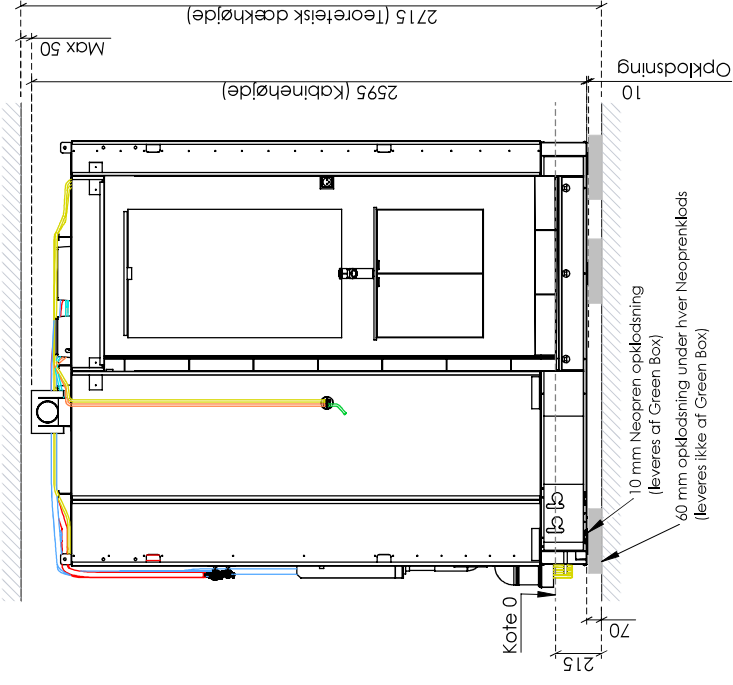 2715 (Teoreteisk dækhøjde)
Max 50
2595 (Kabinehøjde)
Opklodsning
10
10 mm Neopren opklodsning
(leveres af Green Box)
60 mm opklodsning under hver Neoprenklods
(leveres ikke af Green Box)
Kote 0
70
215